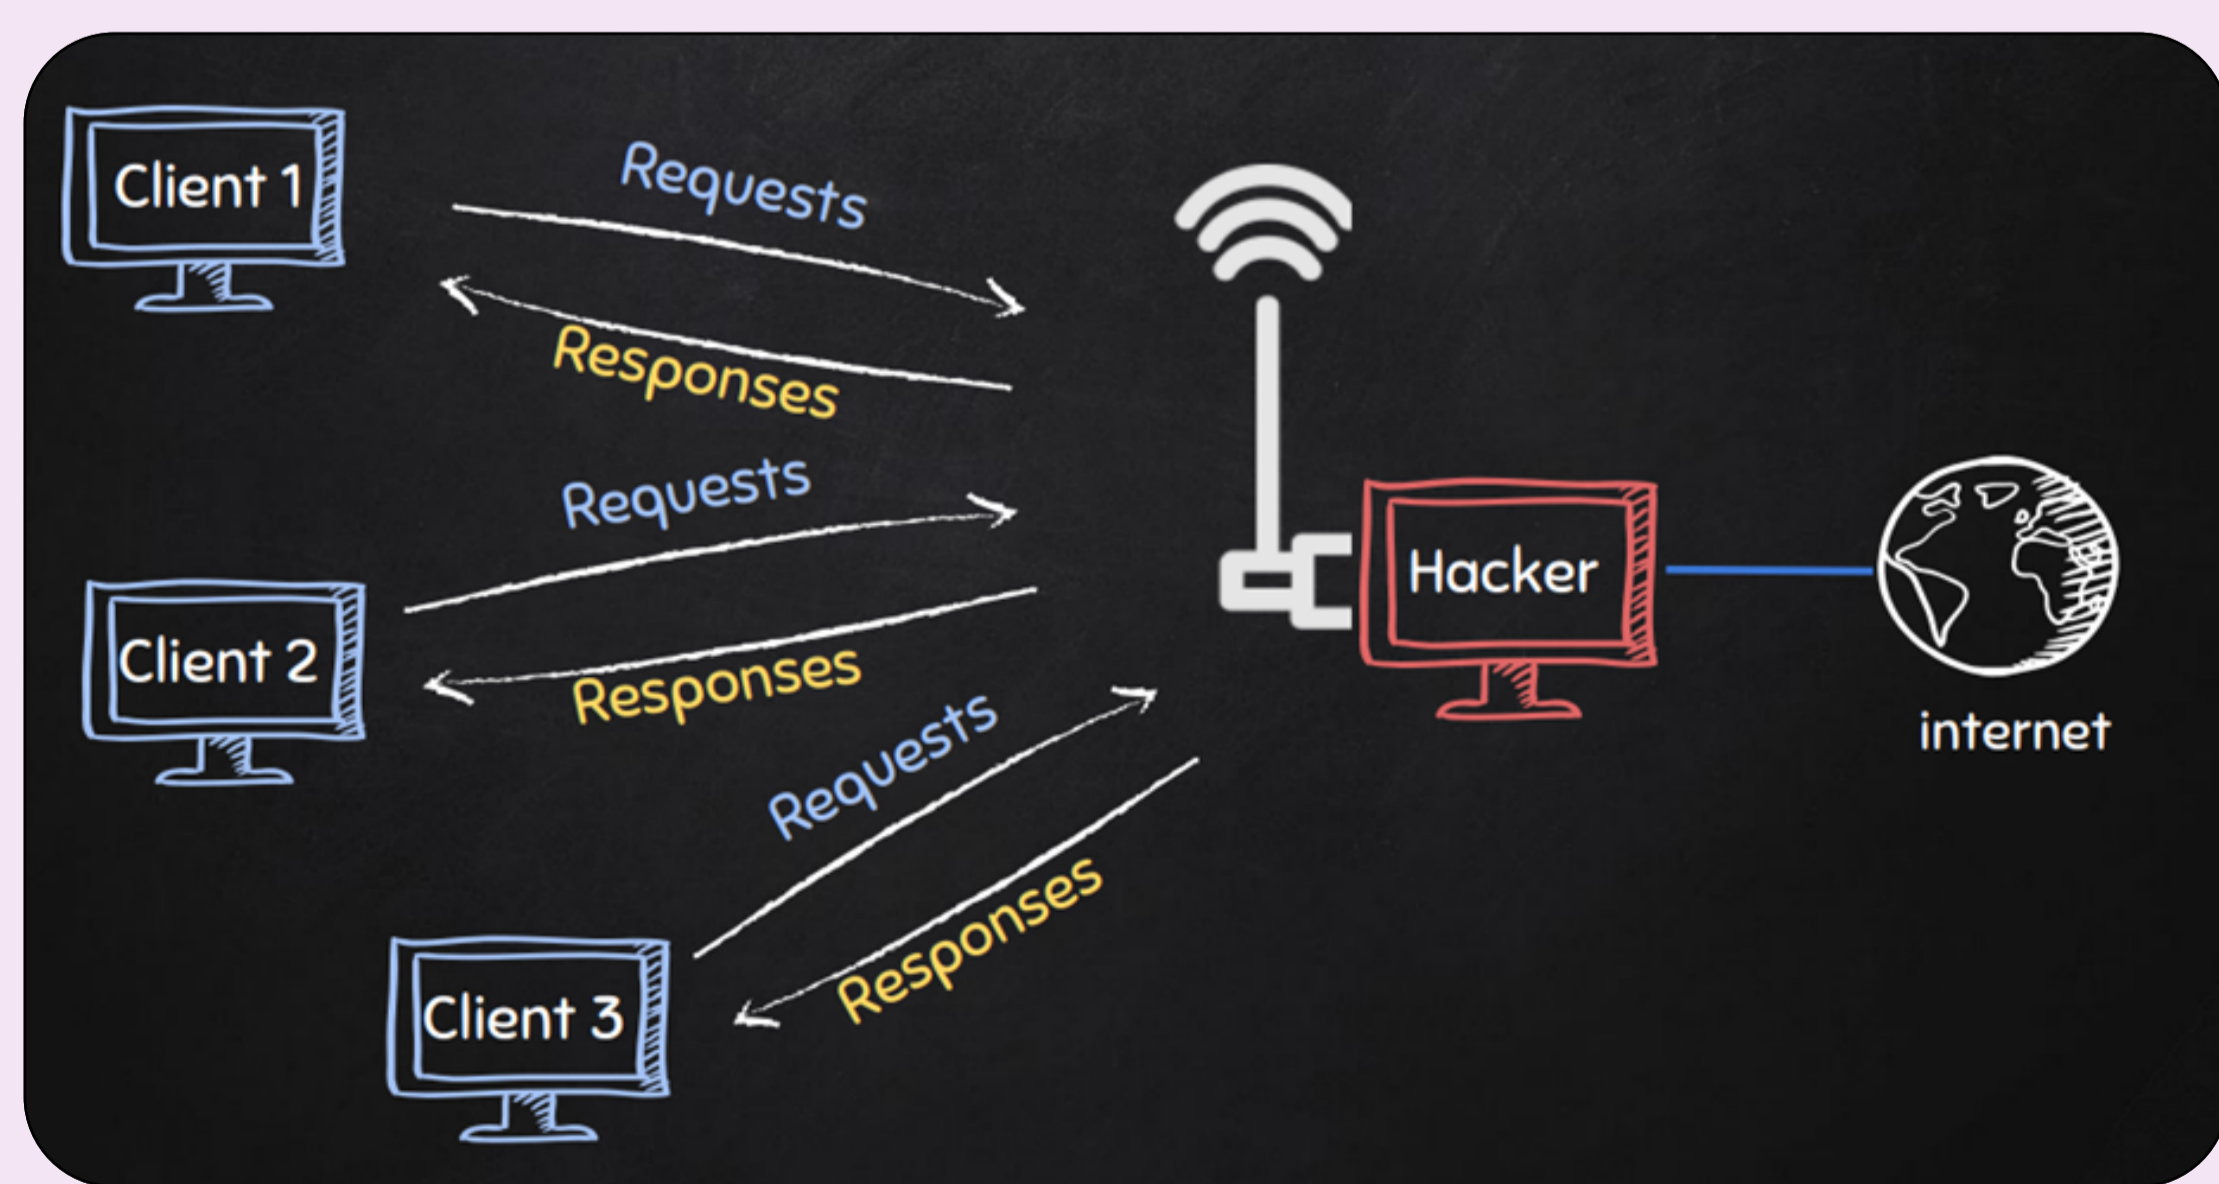 Client 1
Requests
Responses
Requests
Client 2
Responses
Hacker
internet
Requests
Responses
Client 3